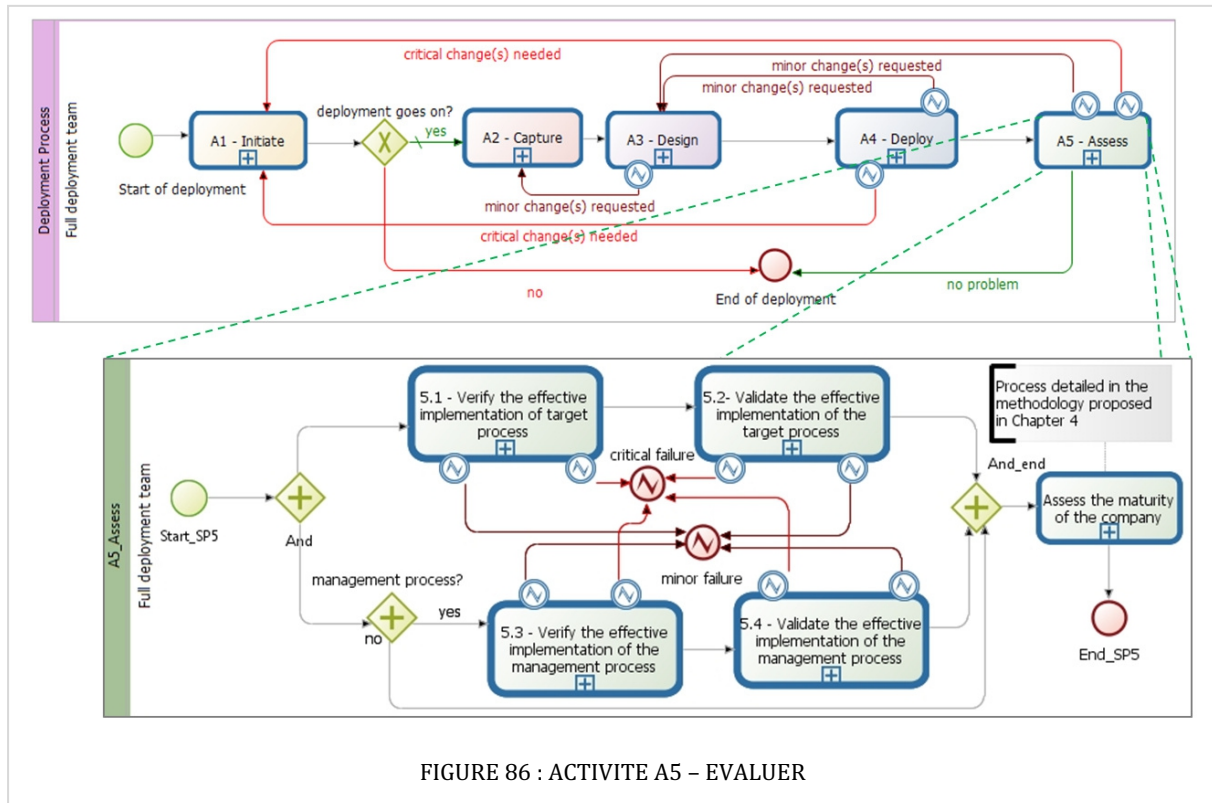 Deployment Process
Full deployment team
critical change(s) needed
minor change(s) requested
minor change(s) requested
deployment goes on?
yes
A1 - Initiate
A2 - Capture
A3 - Design
A4 - Deploy
A5 - Assess
Start of deployment
minor change(s) requested
critical change(s) needed
no
End of deployment
no problem
A5_Assess
Full deployment team
5.1 - Verify the effective
implementation of target
process
5.2- Validate the effective
implementation of the
target process
Process detailed in the
methodology proposed
in Chapter 4
critical failure
And_end
Start_SP5
And
Assess the maturity
of the company
management process?
minor failure
yes
no
5.3 - Verify the effective
implementation of the
management process
5.4 - Validate the effective
implementation of the
management process
End_SP5
FIGURE 86 : ACTIVITE A5 – EVALUER